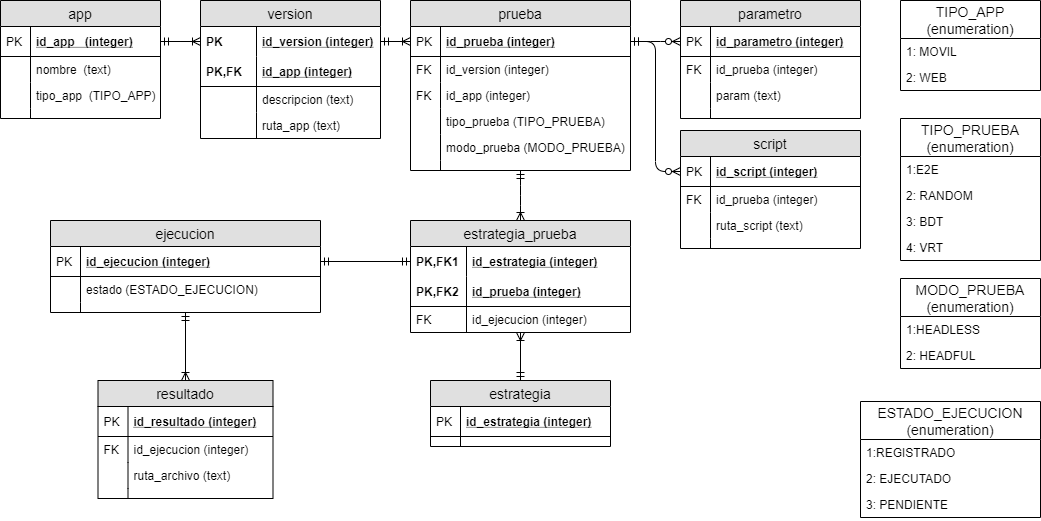 app
PK id_app (integer)
nombre (text)
tipo_app (TIPO_APP)
version
PK id_version (integer)
PK,FK id_app (integer)
descripcion (text)
ruta_app (text)
prueba
PK id_prueba (integer)
FK id_version (integer)
FK id_app (integer)
tipo_prueba (TIPO_PRUEBA)
modo_prueba (MODO_PRUEBA)
parametro
PK id_parametro (integer)
FK id_prueba (integer)
param (text)
script
PK id_script (integer)
FK id_prueba (integer)
ruta_script (text)
TIPO_APP
(enumeration)
1: MOVIL
2: WEB
TIPO_PRUEBA
(enumeration)
1:E2E
2: RANDOM
3: BDT
4: VRT
ejecucion
PK id_ejecucion (integer)
estado (ESTADO_EJECUCION)
estrategia_prueba
PK,FK1 id_estrategia (integer)
PK,FK2 id_prueba (integer)
FK id_ejecucion (integer)
MODO_PRUEBA
(enumeration)
1:HEADLESS
2: HEADFUL
resultado
PK id_resultado (integer)
FK id_ejecucion (integer)
ruta_archivo (text)
estrategia
PK id_estrategia (integer)
ESTADO_EJECUCION
(enumeration)
1:REGISTRADO
2: EJECUTADO
3: PENDIENTE